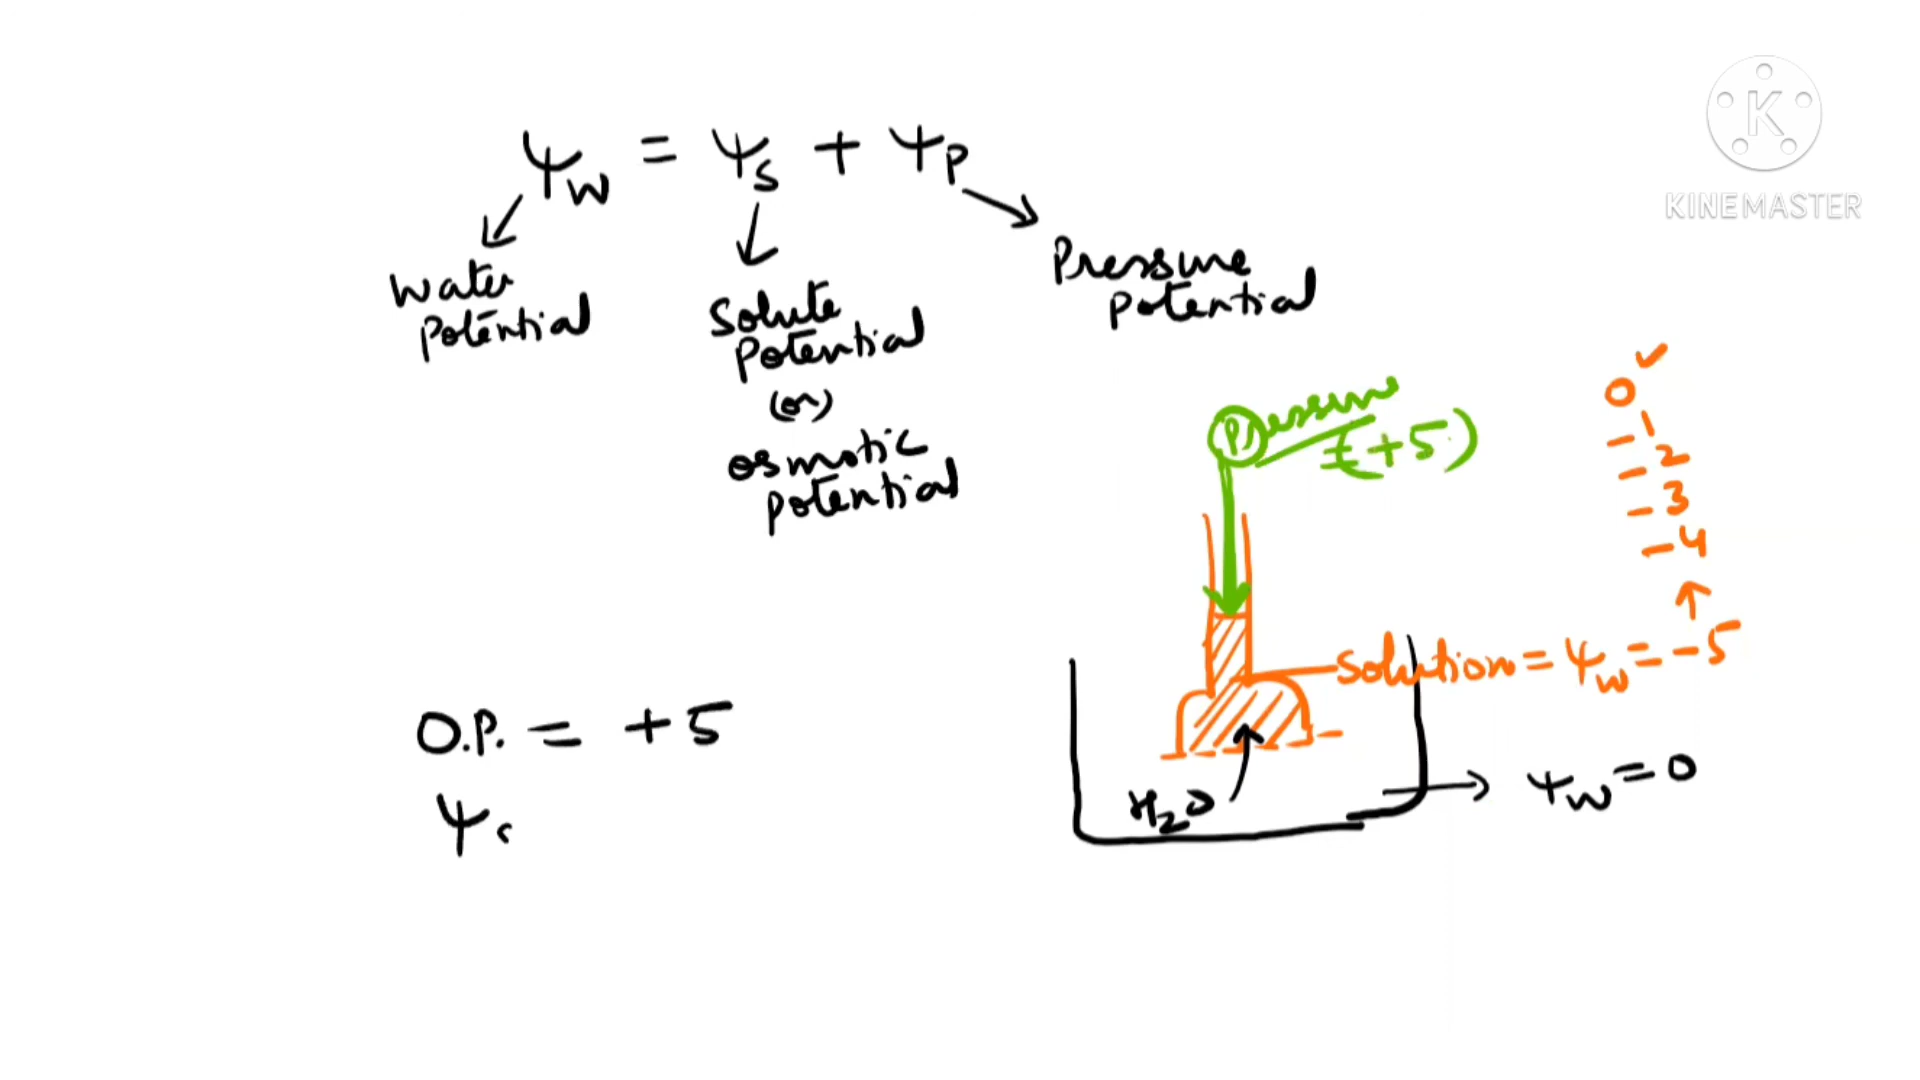 Ψw = Ψs + Ψp
Water
Potential
Solute
Potential
(or)
osmotic
potential
Pressure
Potential
Pressure
(+5)
0
-1
-2
-3
-4
Solution = Ψw = -5
O.P. = +5
Ψ
H2O
Ψw = 0
K
KINEMASTER